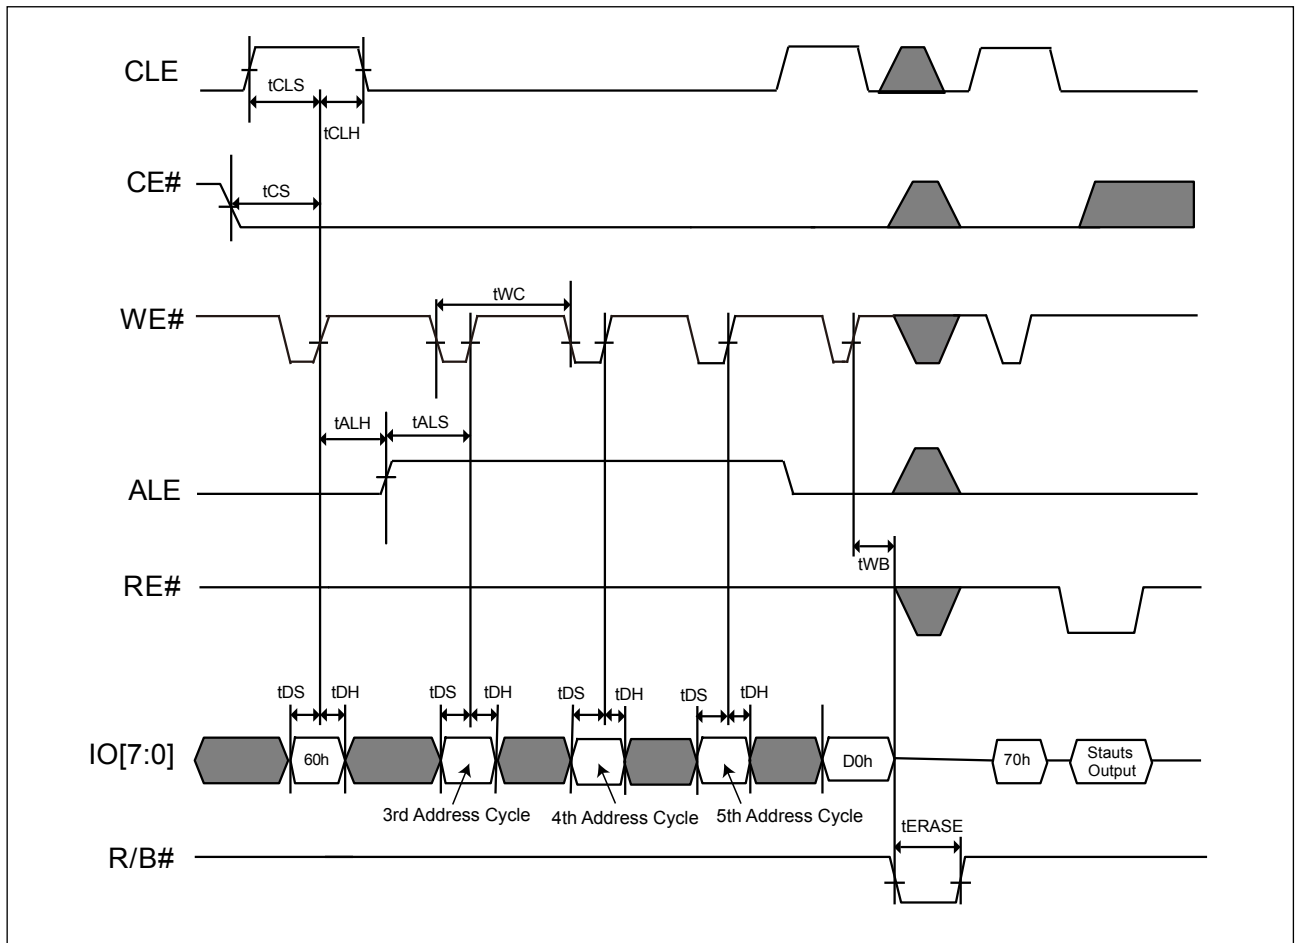 CLE
tCLS
tCLH
CE#
tCS
WE#
tWC
ALE
tALH
tALS
tWB
RE#
tDS
tDH
tDS
tDH
tDS
tDH
tDS
tDH
IO[7:0]
60h
D0h
70h
Stauts
Output
3rd Address Cycle
4th Address Cycle
5th Address Cycle
tERASE
R/B#